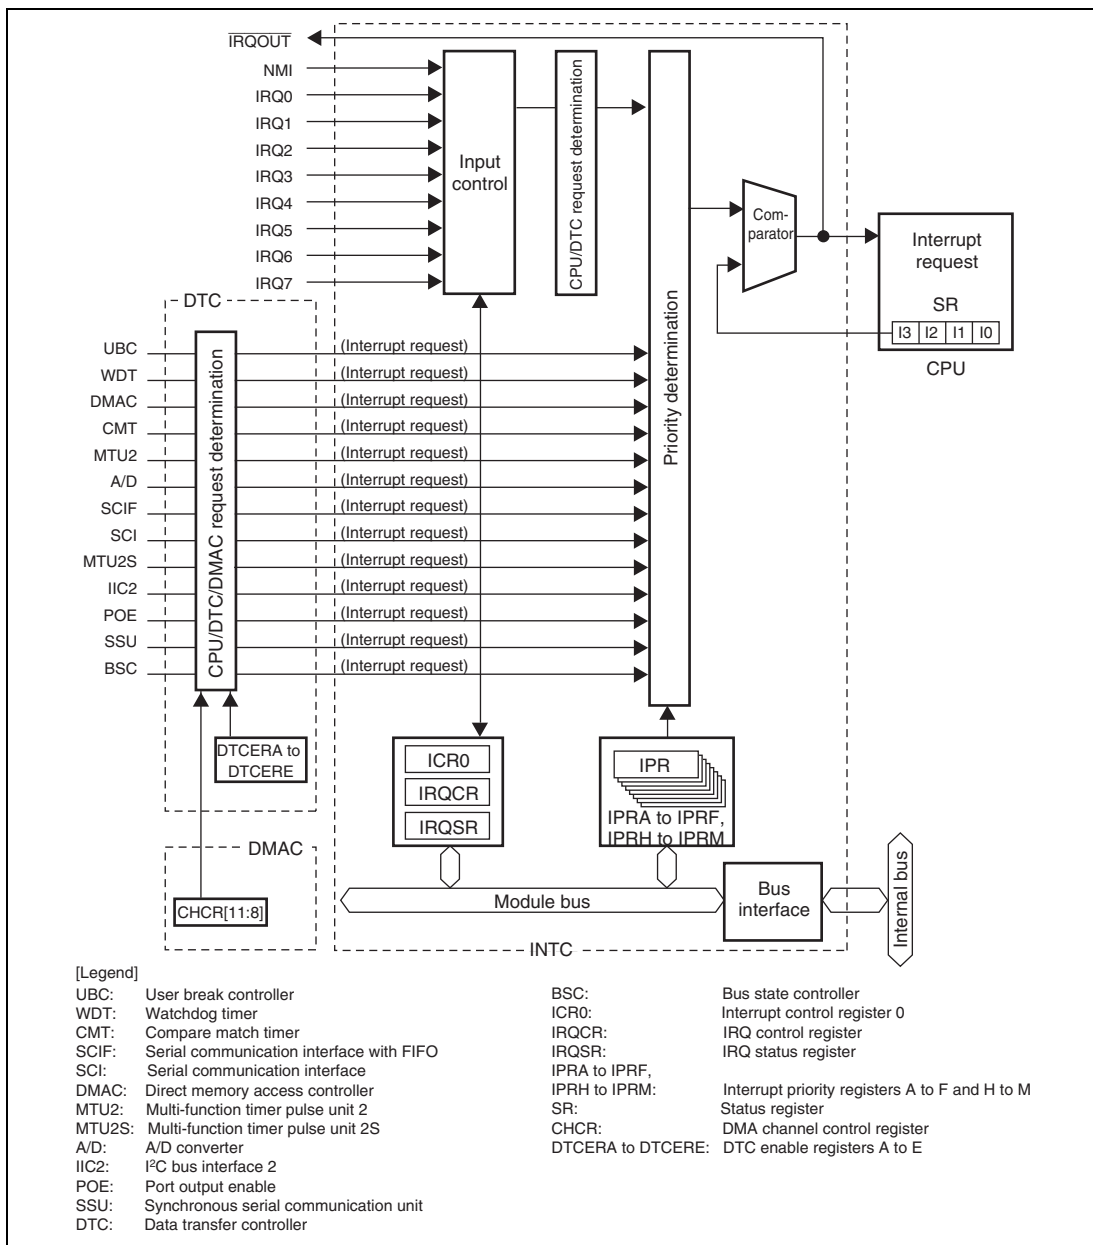 IRQOUT
NMI
IRQ0
IRQ1
IRQ2
IRQ3
IRQ4
IRQ5
IRQ6
IRQ7
Input
control
CPU/DTC request determination
Priority determination
Com-
parator
Interrupt
request
SR
I3 I2 I1 I0
CPU
DTC
UBC
WDT
DMAC
CMT
MTU2
A/D
SCIF
SCI
MTU2S
IIC2
POE
SSU
BSC
CPU/DTC/DMAC request determination
(Interrupt request)
(Interrupt request)
(Interrupt request)
(Interrupt request)
(Interrupt request)
(Interrupt request)
(Interrupt request)
(Interrupt request)
(Interrupt request)
(Interrupt request)
(Interrupt request)
(Interrupt request)
(Interrupt request)
DTCERA to
DTCERE
ICR0
IRQCR
IRQSR
IPR
IPRA to IPRF,
IPRH to IPRM
DMAC
CHCR[11:8]
Module bus
Bus
interface
Internal bus
INTC
[Legend]
UBC: User break controller
WDT: Watchdog timer
CMT: Compare match timer
SCIF: Serial communication interface with FIFO
SCI: Serial communication interface
DMAC: Direct memory access controller
MTU2: Multi-function timer pulse unit 2
MTU2S: Multi-function timer pulse unit 2S
A/D: A/D converter
IIC2: I²C bus interface 2
POE: Port output enable
SSU: Synchronous serial communication unit
DTC: Data transfer controller
BSC: Bus state controller
ICR0: Interrupt control register 0
IRQCR: IRQ control register
IRQSR: IRQ status register
IPRA to IPRF,
IPRH to IPRM: Interrupt priority registers A to F and H to M
SR: Status register
CHCR: DMA channel control register
DTCERA to DTCERE: DTC enable registers A to E